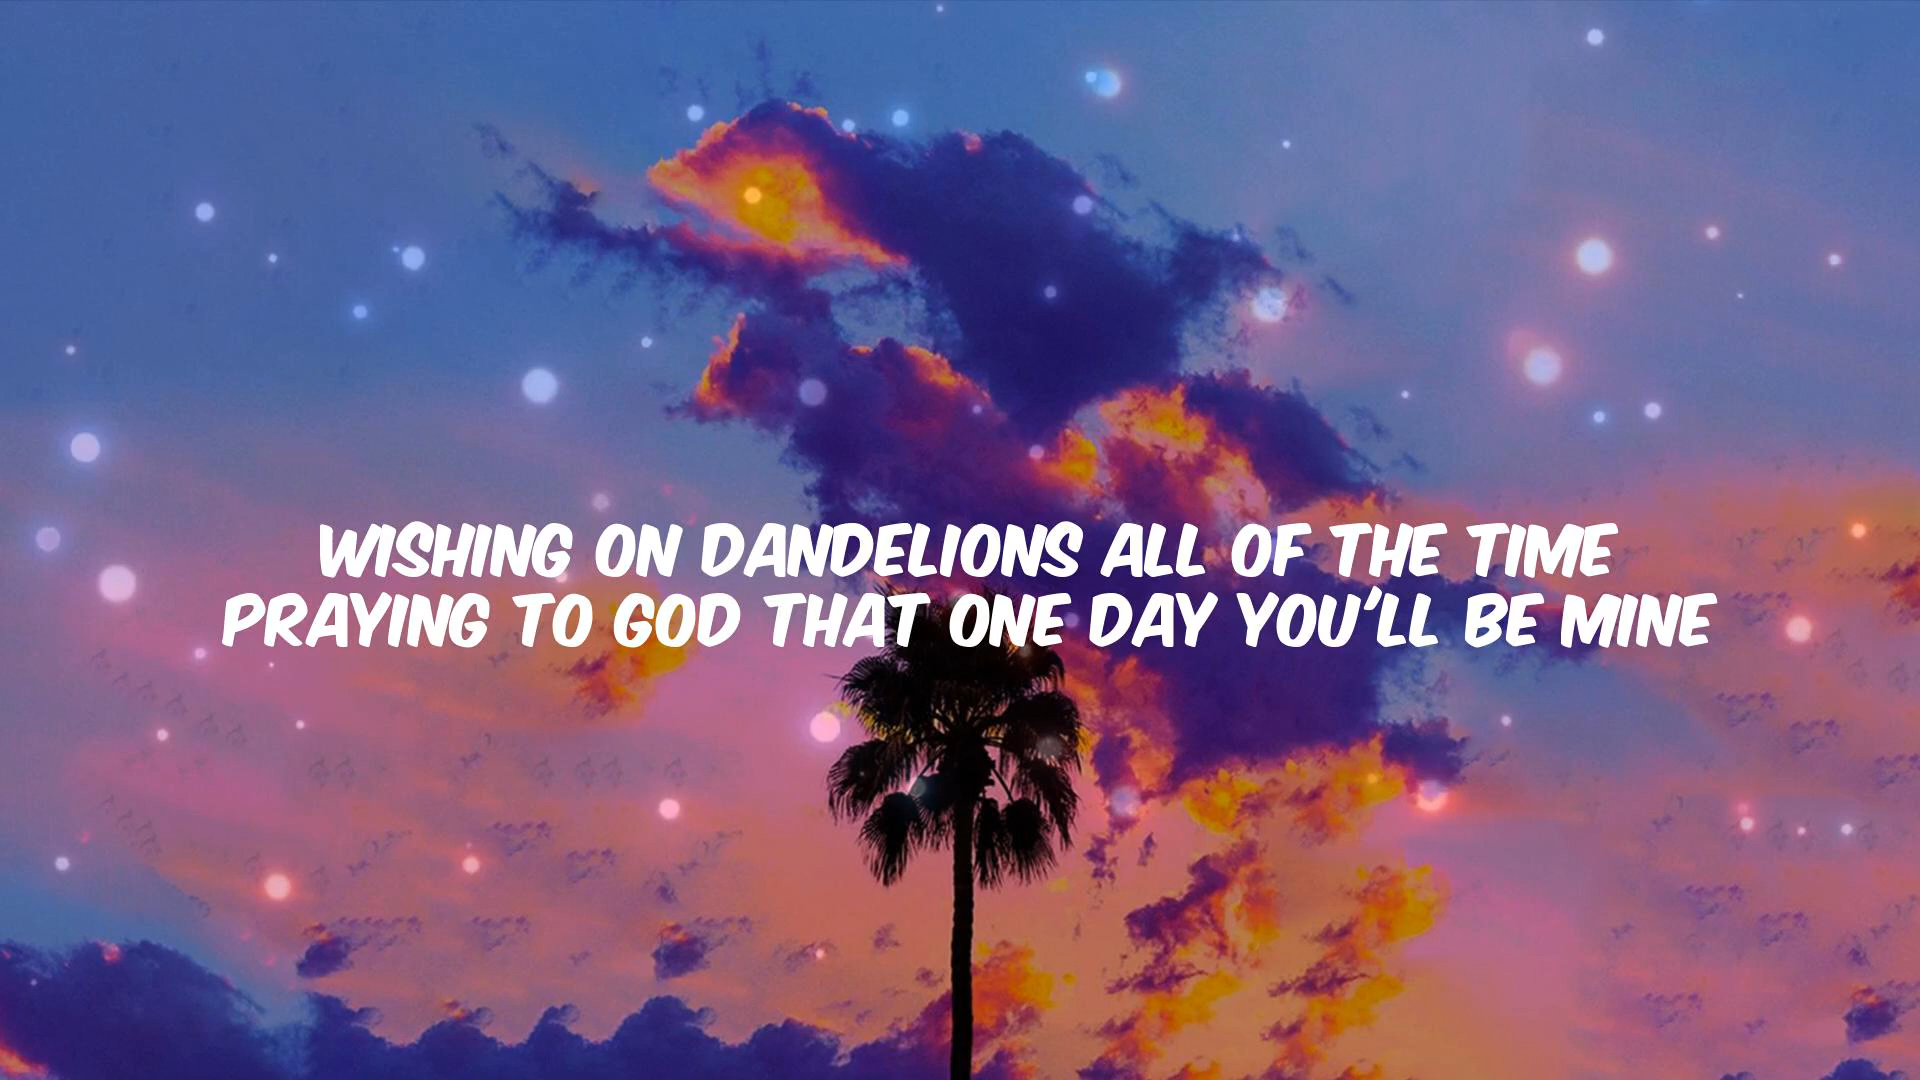 WISHING ON DANDELIONS ALL OF THE TIME
PRAYING TO GOD THAT ONE DAY YOU'LL BE MINE